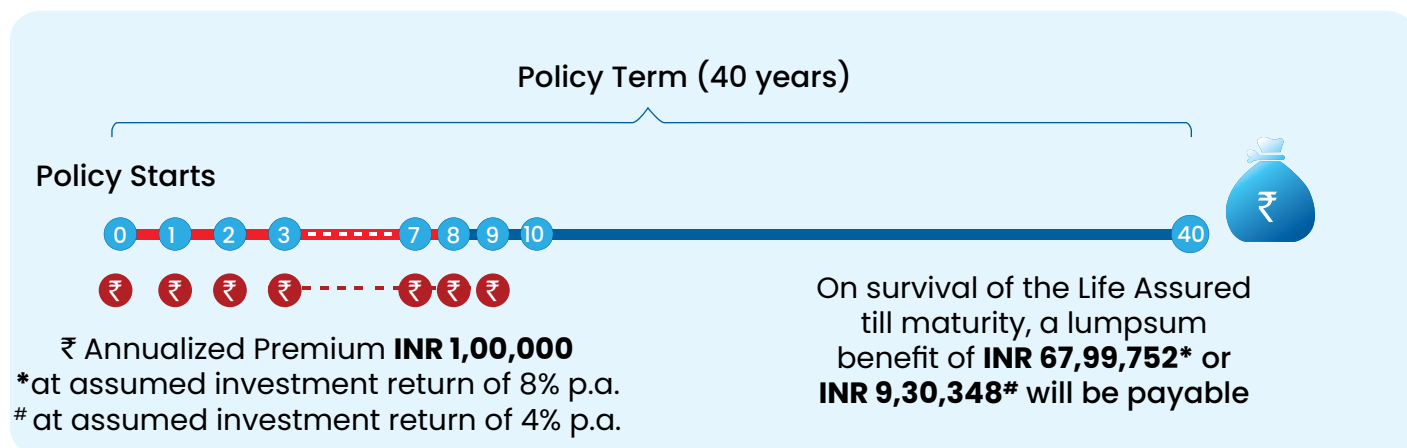 Policy Term (40 years)
Policy Starts
₹
0 1 2 3 7 8 9 10 40
₹ ₹ ₹ ₹ ₹ ₹ ₹
₹ Annualized Premium INR 1,00,000
*at assumed investment return of 8% p.a.
# at assumed investment return of 4% p.a.
On survival of the Life Assured
till maturity, a lumpsum
benefit of INR 67,99,752* or
INR 9,30,348# will be payable